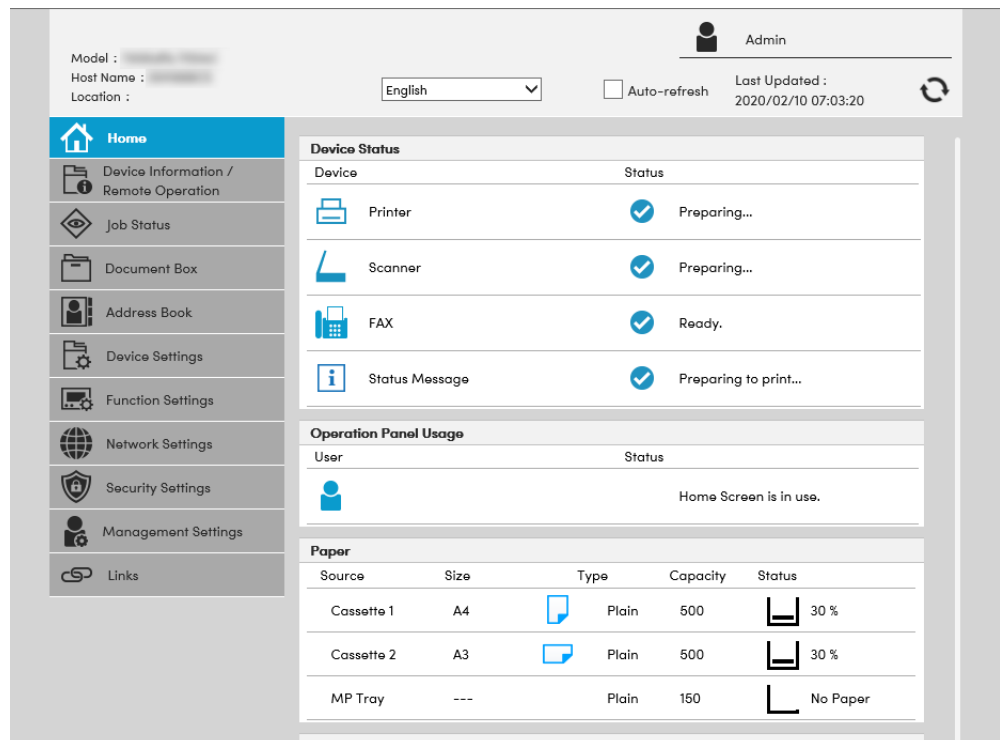 Admin
Model :
Host Name :
Location :
English
Auto-refresh
Last Updated :
2020/02/10 07:03:20
Home
Device Information /
Remote Operation
Job Status
Document Box
Address Book
Device Settings
Function Settings
Network Settings
Security Settings
Management Settings
Links
Device Status
Device Status
Printer Preparing...
Scanner Preparing...
FAX Ready.
Status Message Preparing to print...
Operation Panel Usage
User Status
Home Screen is in use.
Paper
Source Size Type Capacity Status
Cassette 1 A4 Plain 500 30 %
Cassette 2 A3 Plain 500 30 %
MP Tray --- Plain 150 No Paper